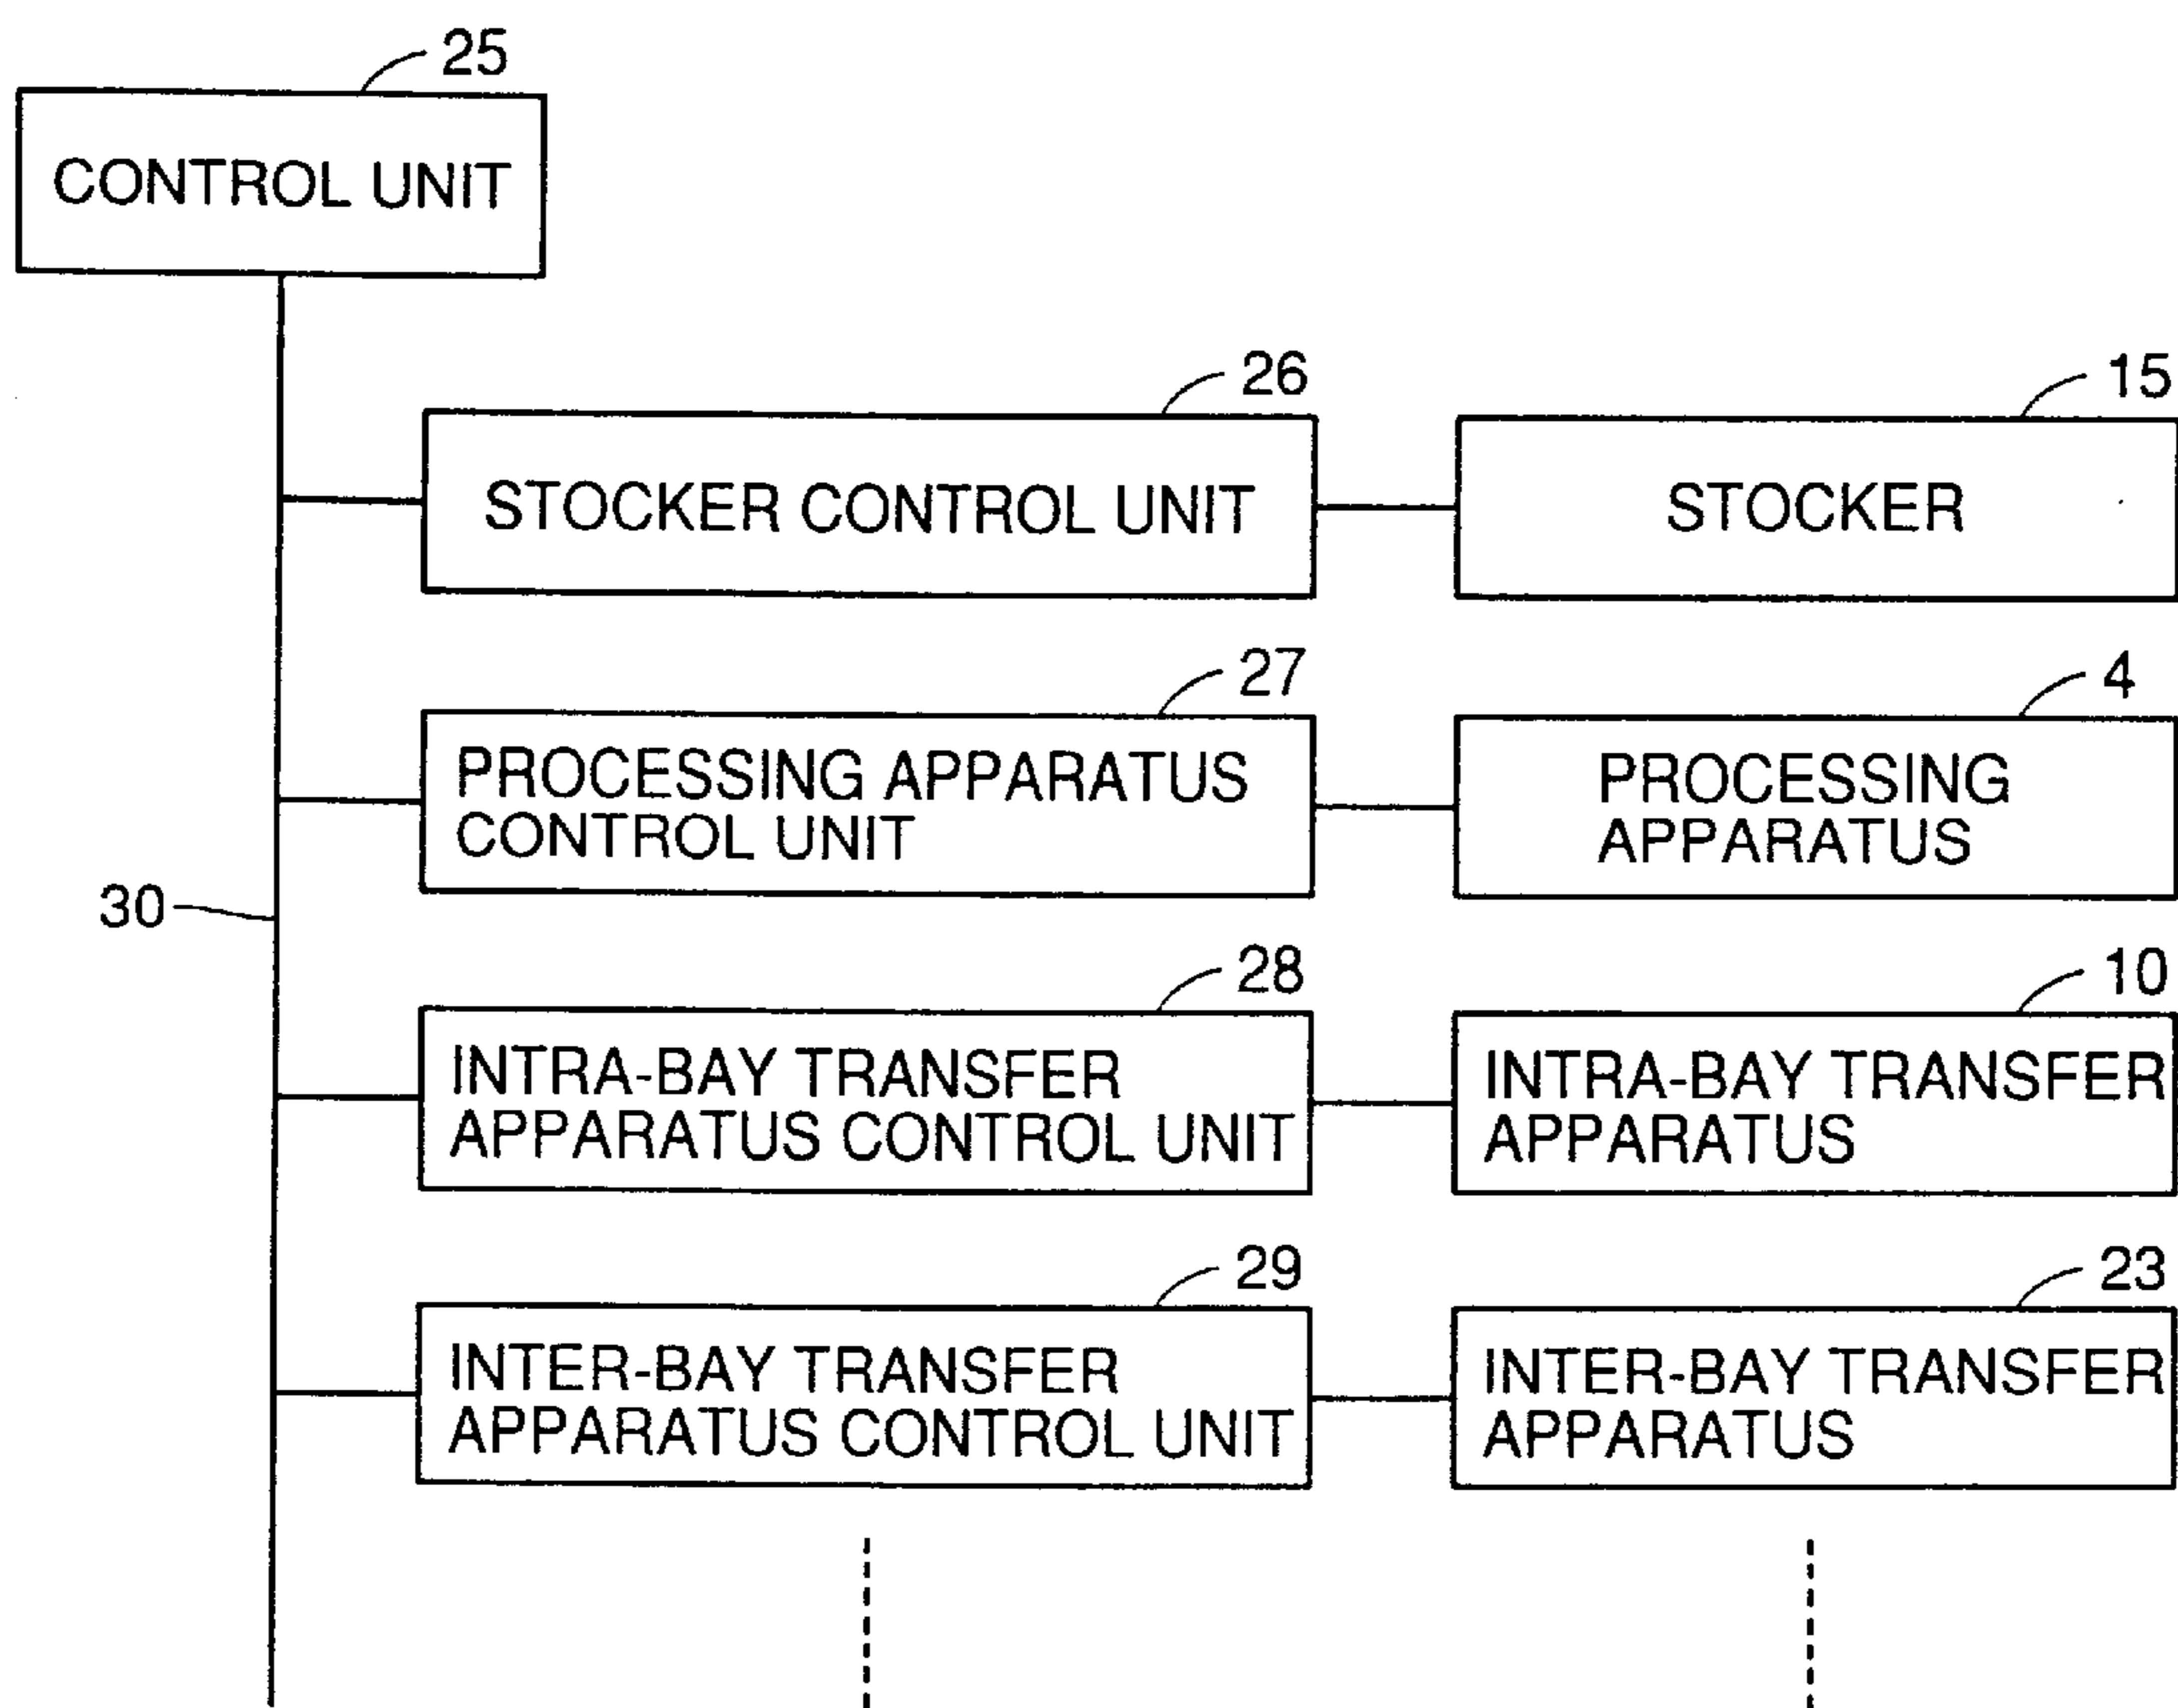 25
CONTROL UNIT
26
15
STOCKER CONTROL UNIT
STOCKER
27
4
PROCESSING APPARATUS
CONTROL UNIT
PROCESSING
APPARATUS
30
28
10
INTRA-BAY TRANSFER
APPARATUS CONTROL UNIT
INTRA-BAY TRANSFER
APPARATUS
29
23
INTER-BAY TRANSFER
APPARATUS CONTROL UNIT
INTER-BAY TRANSFER
APPARATUS